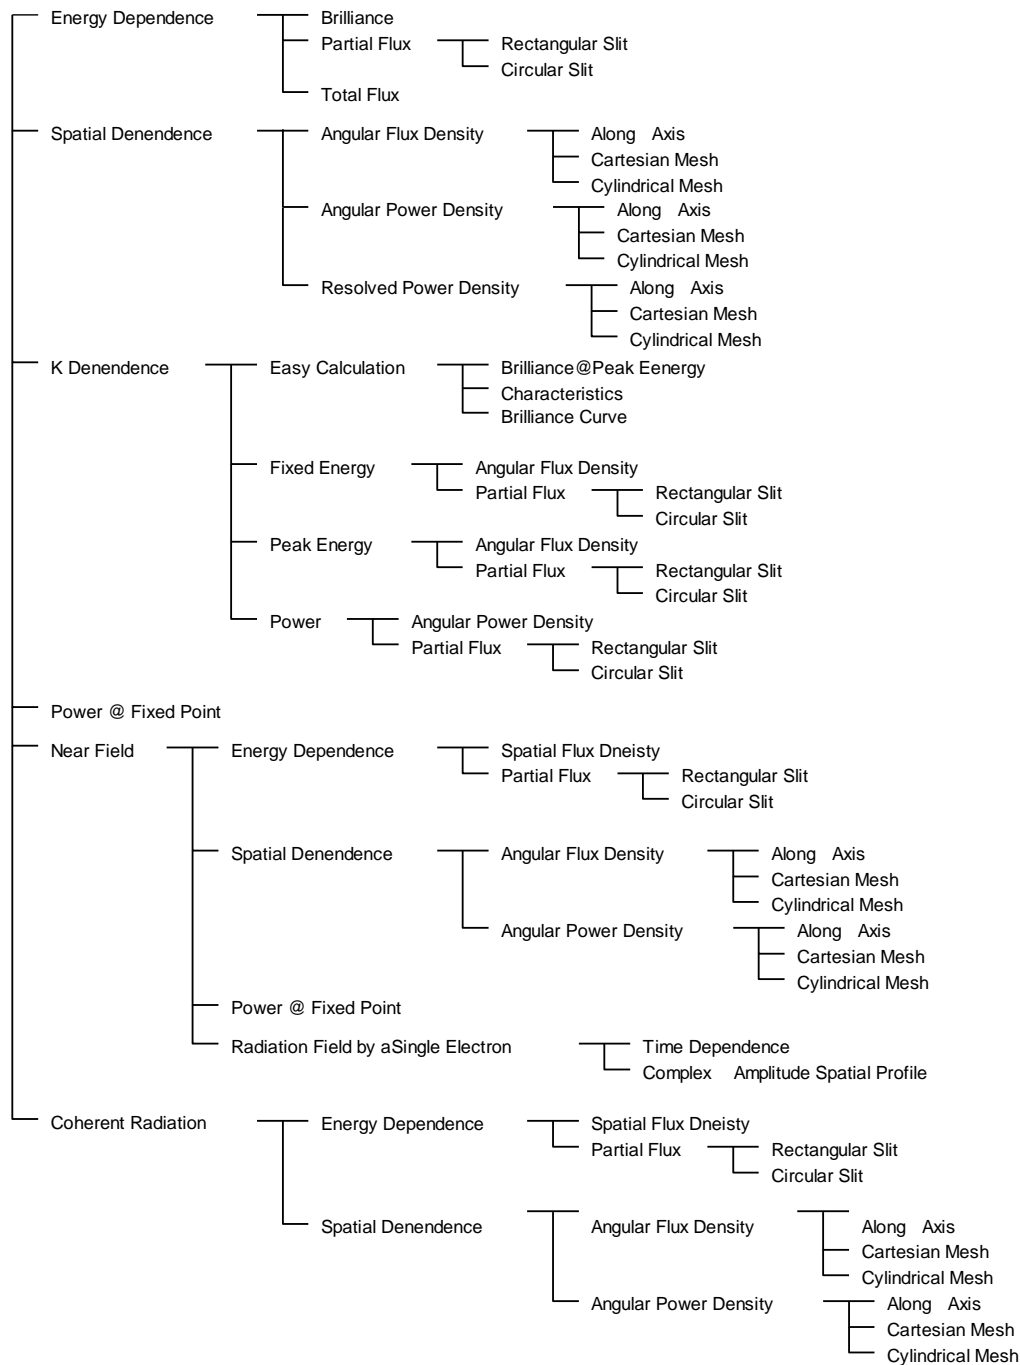 Energy Dependence Brilliance
Partial Flux Rectangular Slit
Circular Slit
Total Flux
Spatial Denendence Angular Flux Density Along Axis
Cartesian Mesh
Cylindrical Mesh
Angular Power Density Along Axis
Cartesian Mesh
Cylindrical Mesh
Resolved Power Density Along Axis
Cartesian Mesh
Cylindrical Mesh
K Denendence Easy Calculation Brilliance@Peak Eenergy
Characteristics
Brilliance Curve
Fixed Energy Angular Flux Density
Partial Flux Rectangular Slit
Circular Slit
Peak Energy Angular Flux Density
Partial Flux Rectangular Slit
Circular Slit
Power Angular Power Density
Partial Flux Rectangular Slit
Circular Slit
Power @ Fixed Point
Near Field Energy Dependence Spatial Flux Dneisty
Partial Flux Rectangular Slit
Circular Slit
Spatial Denendence Angular Flux Density Along Axis
Cartesian Mesh
Cylindrical Mesh
Angular Power Density Along Axis
Cartesian Mesh
Cylindrical Mesh
Power @ Fixed Point
Radiation Field by aSingle Electron Time Dependence
Complex Amplitude Spatial Profile
Coherent Radiation Energy Dependence Spatial Flux Dneisty
Partial Flux Rectangular Slit
Circular Slit
Spatial Denendence Angular Flux Density Along Axis
Cartesian Mesh
Cylindrical Mesh
Angular Power Density Along Axis
Cartesian Mesh
Cylindrical Mesh